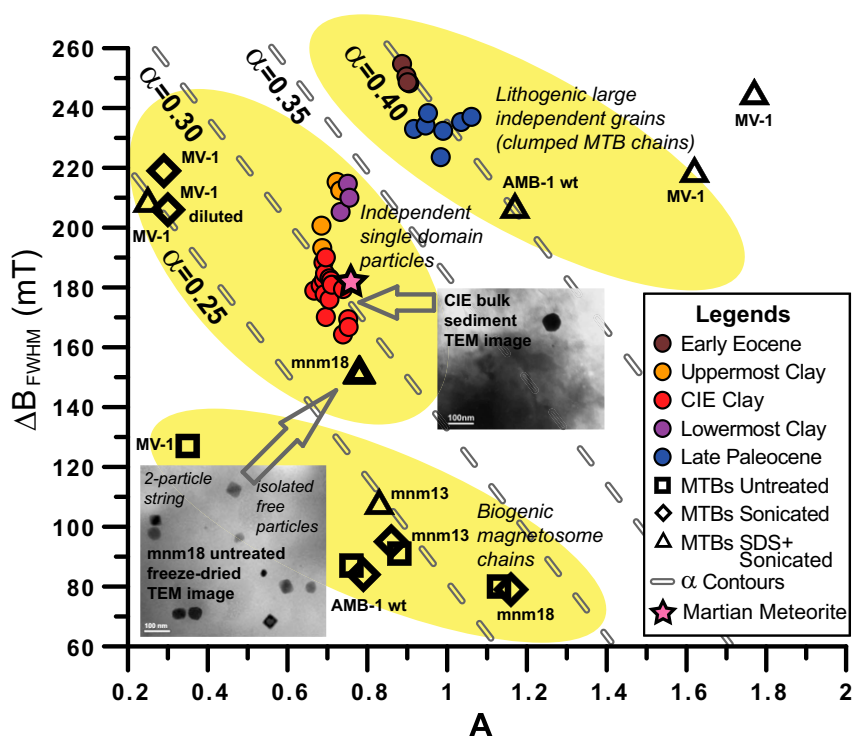 260
240
220
200
180
160
140
120
100
80
60
ΔB FWHM (mT)
0.2
0.4
0.6
0.8
1
1.2
1.4
1.6
1.8
2
A
α=0.30
α=0.35
α=0.40
α=0.25
Lithogenic large
independent grains
(clumped MTB chains)
MV-1
MV-1
AMB-1 wt
MV-1
MV-1
diluted
MV-1
Independent
single domain
particles
CIE bulk
sediment
TEM image
100nm
mnm18
MV-1
2-particle
string
isolated
free
particles
mnm18 untreated
freeze-dried
TEM image
100 nm
mnm13
mnm13
Biogenic
magnetosome
chains
AMB-1 wt
mnm18
Legends
Early Eocene
Uppermost Clay
CIE Clay
Lowermost Clay
Late Paleocene
MTBs Untreated
MTBs Sonicated
MTBs SDS+
Sonicated
α Contours
Martian Meteorite